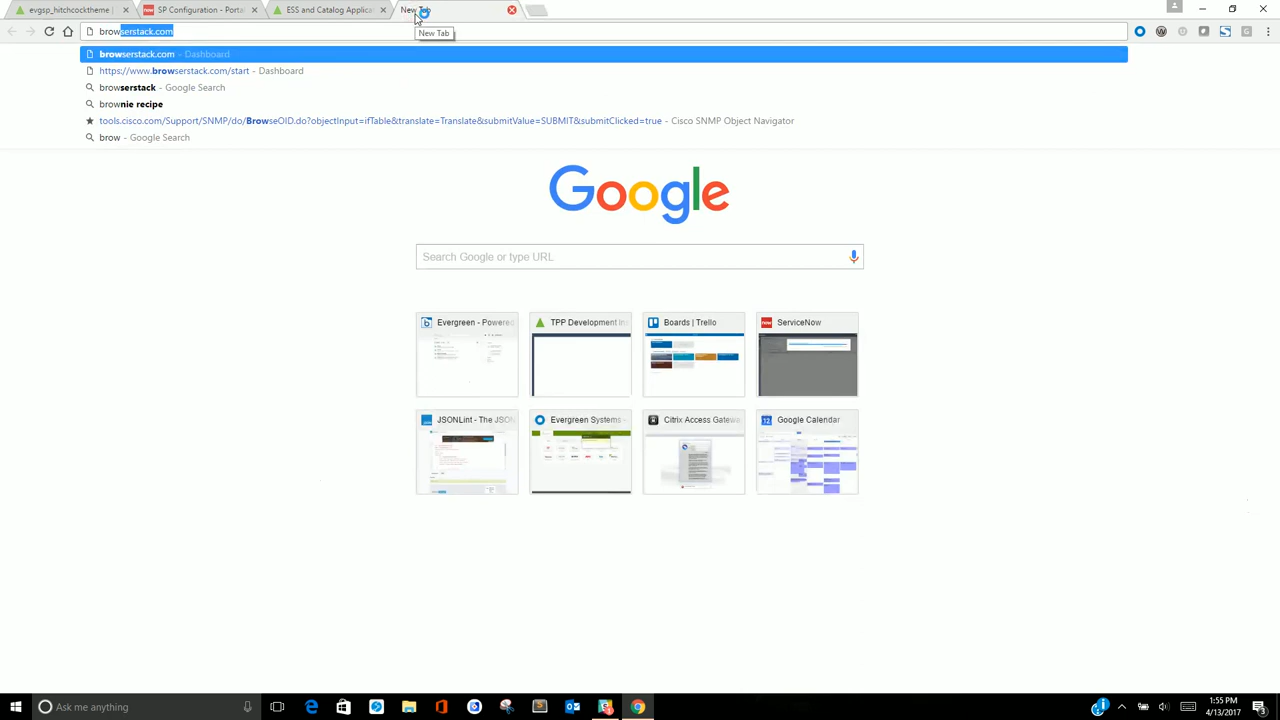 evgsp_hitchcocktheme |
SP Configuration - Porta
ESS and Catalog Applica
New Tab
browserstack.com
New Tab
browserstack.com - Dashboard
https://www.browserstack.com/start - Dashboard
browserstack - Google Search
brownie recipe
tools.cisco.com/Support/SNMP/do/BrowseOID.do?objectInput=ifTable&translate=Translate&submitValue=SUBMIT&submitClicked=true - Cisco SNMP Object Navigator
brow - Google Search
Google
Search Google or type URL
Evergreen - Powered
TPP Development In
Boards | Trello
now ServiceNow
JSONLint - The JSON
Evergreen Systems -
Citrix Access Gatewa
12 Google Calendar
Ask me anything
1:55 PM
4/13/2017